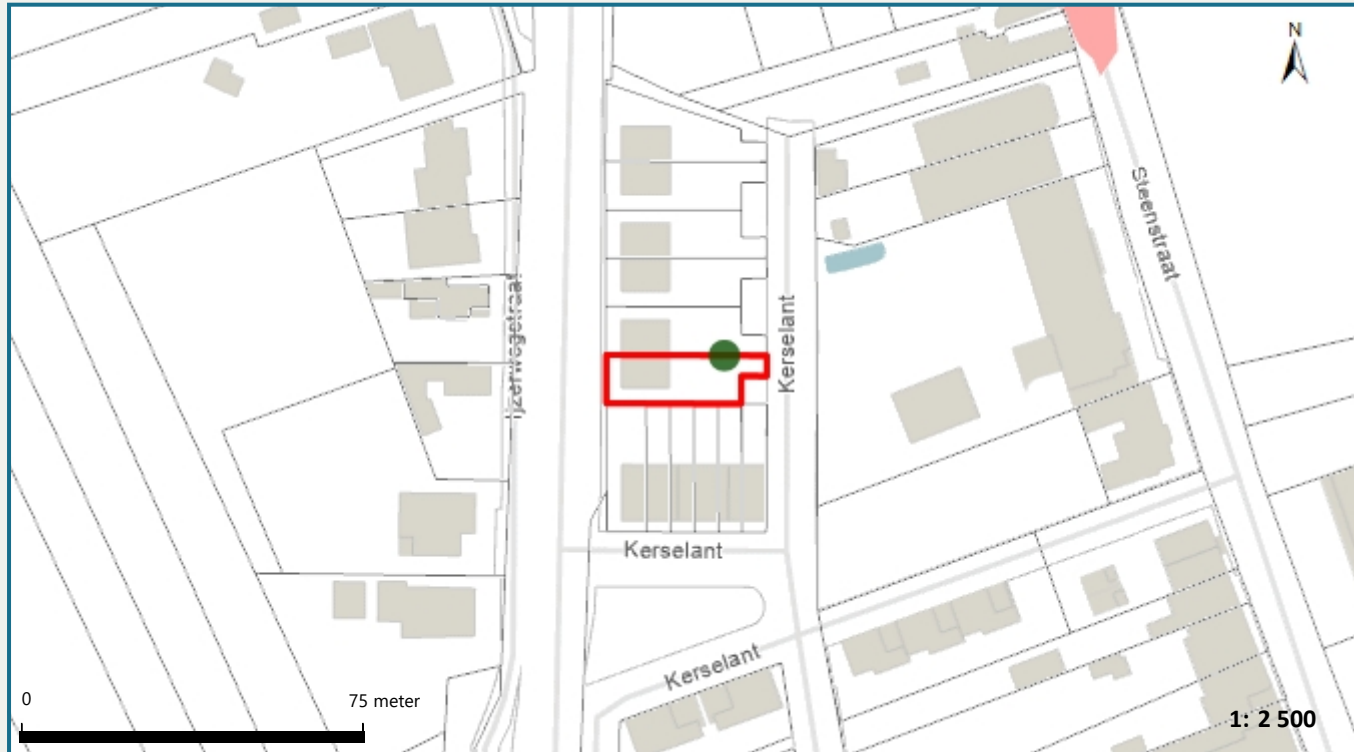 N
Steenstraat
Kerselant
Ijzerwegstraat
Kerselant
Kerselant
0 75 meter
1: 2 500